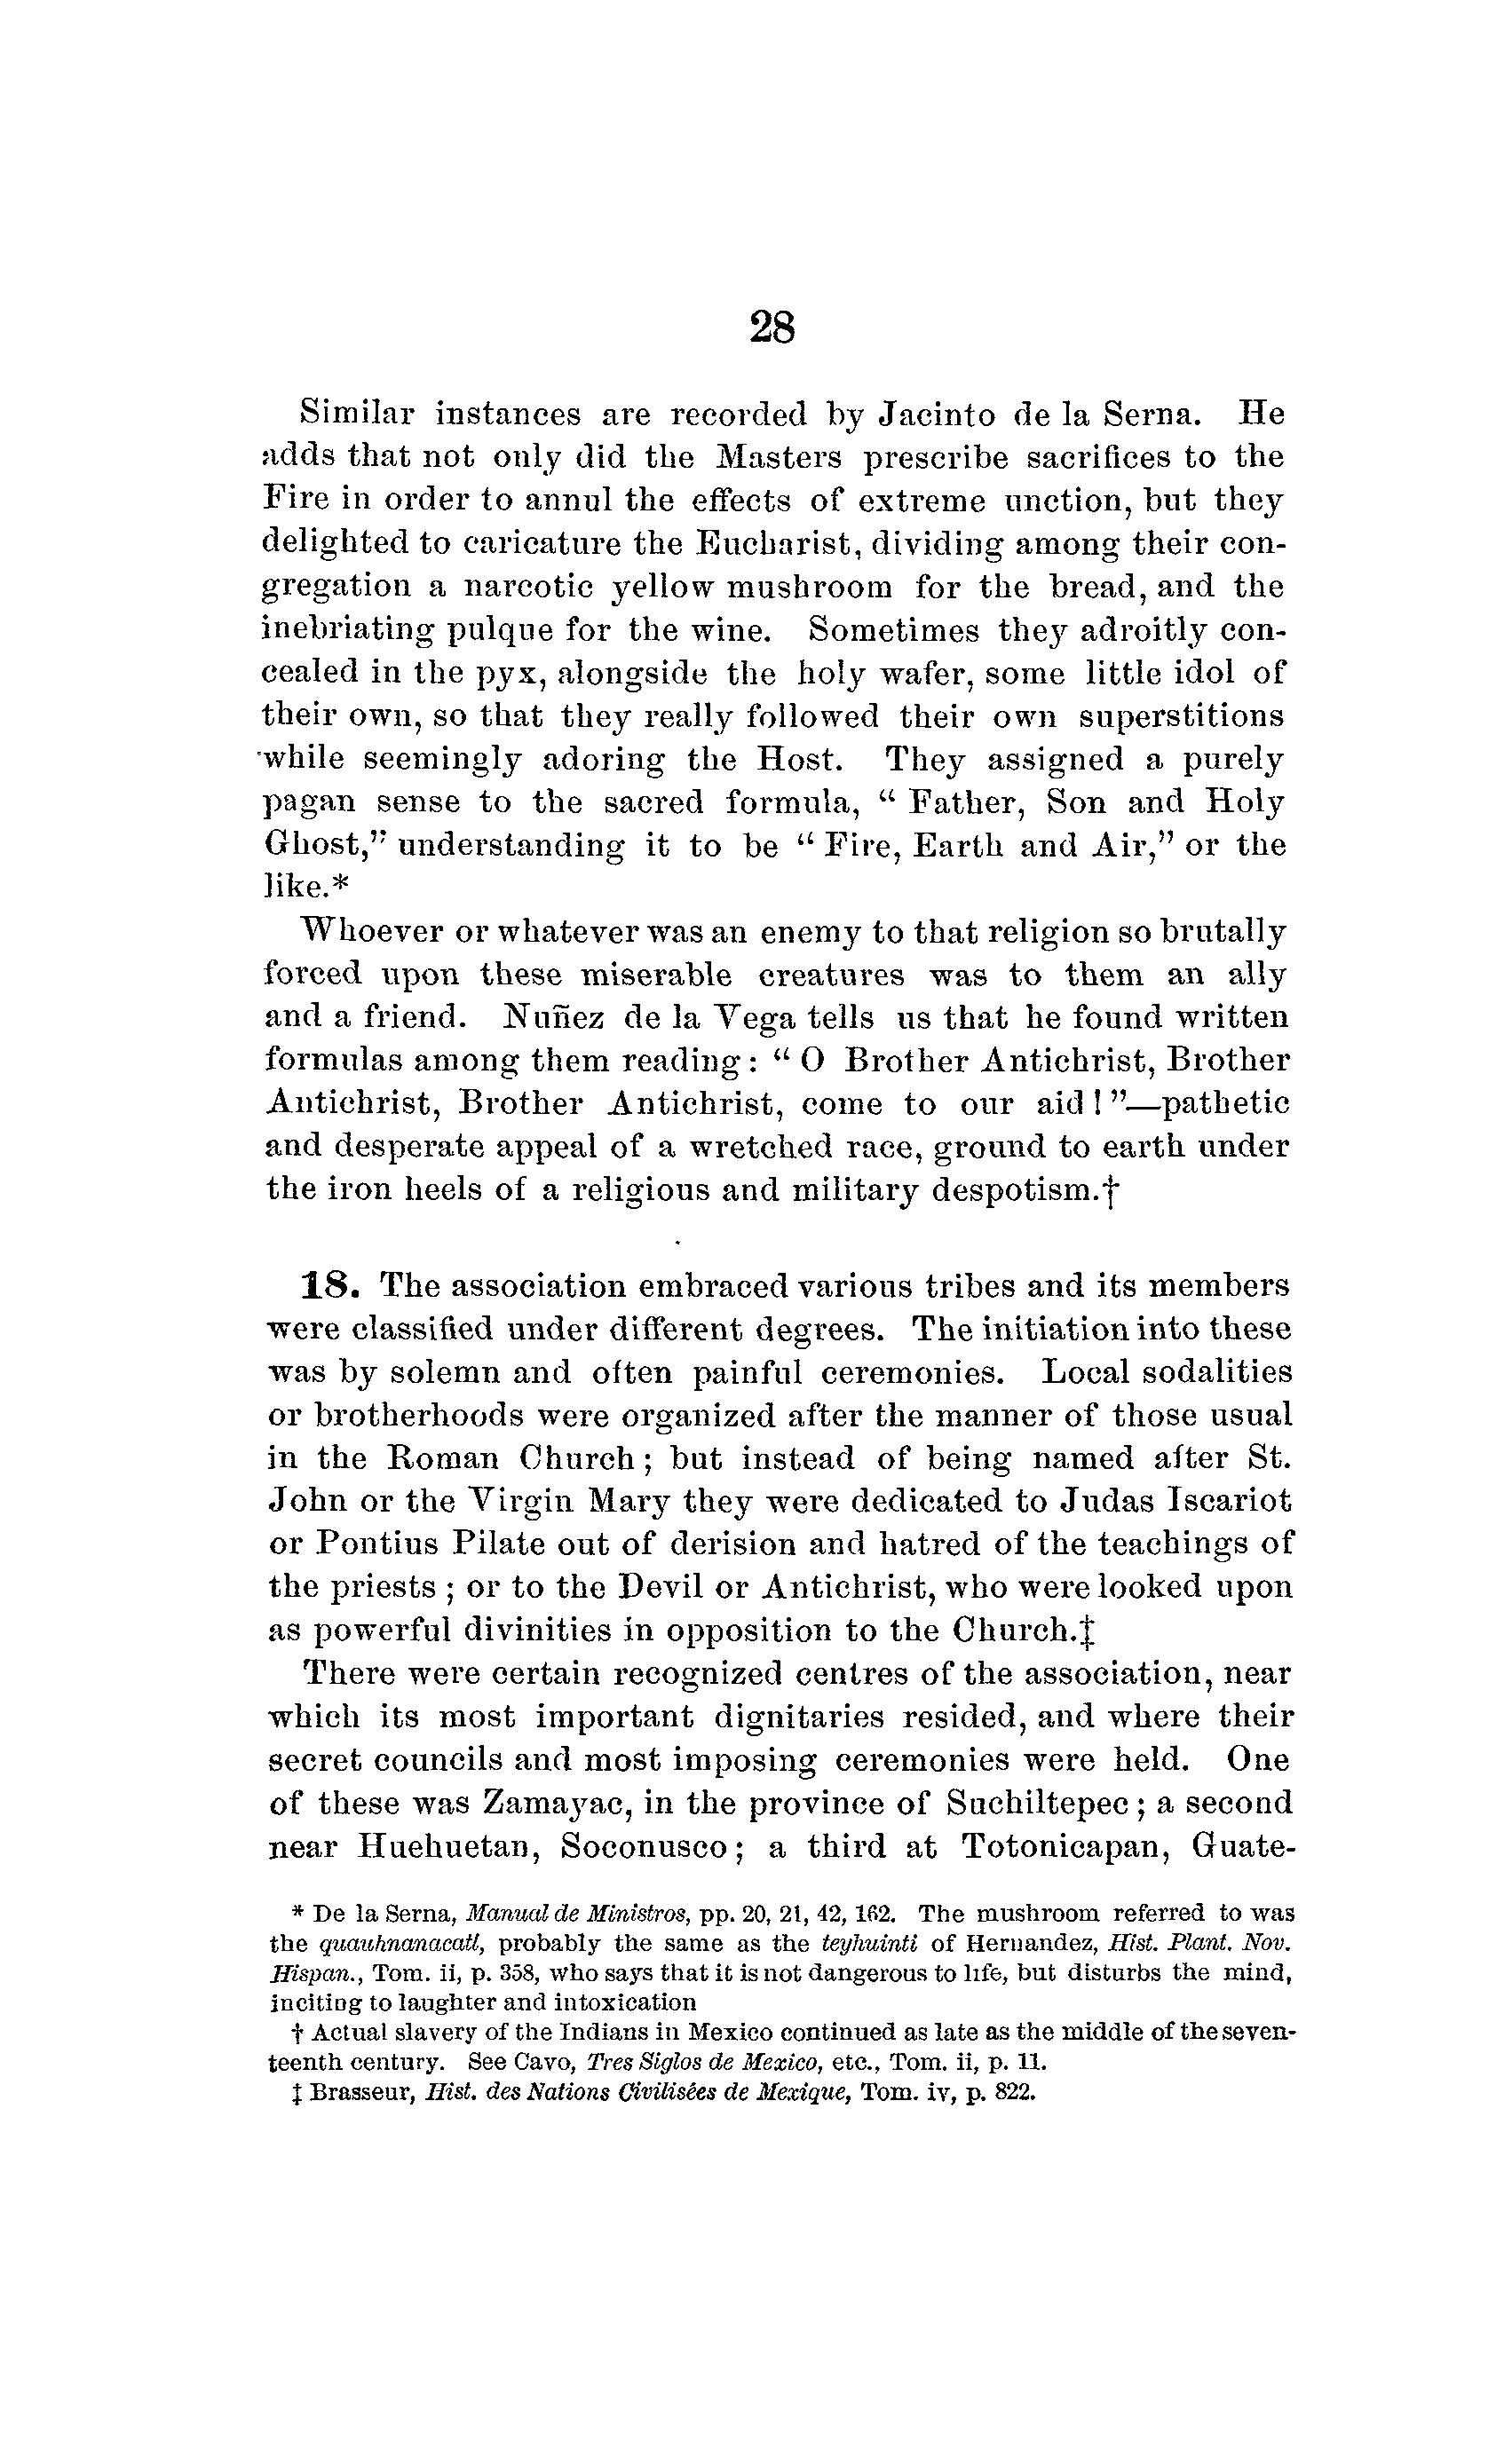 28
Similar instances are recorded by Jacinto de la Serna. He
adds that not only did the Masters prescribe sacrifices to the
Fire in order to annul the effects of extreme unction, but they
delighted to caricature the Eucharist, dividing among their con-
gregation a narcotic yellow mushroom for the bread, and the
inebriating pulque for the wine. Sometimes they adroitly con-
cealed in the pyx, alongside the holy wafer, some little idol of
their own, so that they really followed their own superstitions
while seemingly adoring the Host. They assigned a purely
pagan sense to the sacred formula, “ Father, Son and Holy
Ghost,” understanding it to be “ Fire, Earth and Air,” or the
like.*
Whoever or whatever was an enemy to that religion so brutally
forced upon these miserable creatures was to them an ally
and a friend. Nuñez de la Vega tells us that he found written
formulas among them reading: “ O Brother Antichrist, Brother
Antichrist, Brother Antichrist, come to our aid!”—pathetic
and desperate appeal of a wretched race, ground to earth under
the iron heels of a religious and military despotism.†
18. The association embraced various tribes and its members
were classified under different degrees. The initiation into these
was by solemn and often painful ceremonies. Local sodalities
or brotherhoods were organized after the manner of those usual
in the Roman Church; but instead of being named after St.
John or the Virgin Mary they were dedicated to Judas Iscariot
or Pontius Pilate out of derision and hatred of the teachings of
the priests; or to the Devil or Antichrist, who were looked upon
as powerful divinities in opposition to the Church.‡
There were certain recognized centres of the association, near
which its most important dignitaries resided, and where their
secret councils and most imposing ceremonies were held. One
of these was Zamayac, in the province of Suchiltepec; a second
near Huehuetan, Soconusco; a third at Totonicapan, Guate-
* De la Serna, Manual de Ministros, pp. 20, 21, 42, 162. The mushroom referred to was
the quauhnanacatl, probably the same as the teyhuinti of Hernandez, Hist. Plant. Nov.
Hispan., Tom. ii, p. 358, who says that it is not dangerous to life, but disturbs the mind,
inciting to laughter and intoxication
† Actual slavery of the Indians in Mexico continued as late as the middle of the seven-
teenth century. See Cavo, Tres Siglos de Mexico, etc., Tom. ii, p. 11.
‡ Brasseur, Hist. des Nations Civilisées de Mexique, Tom. iv, p. 822.